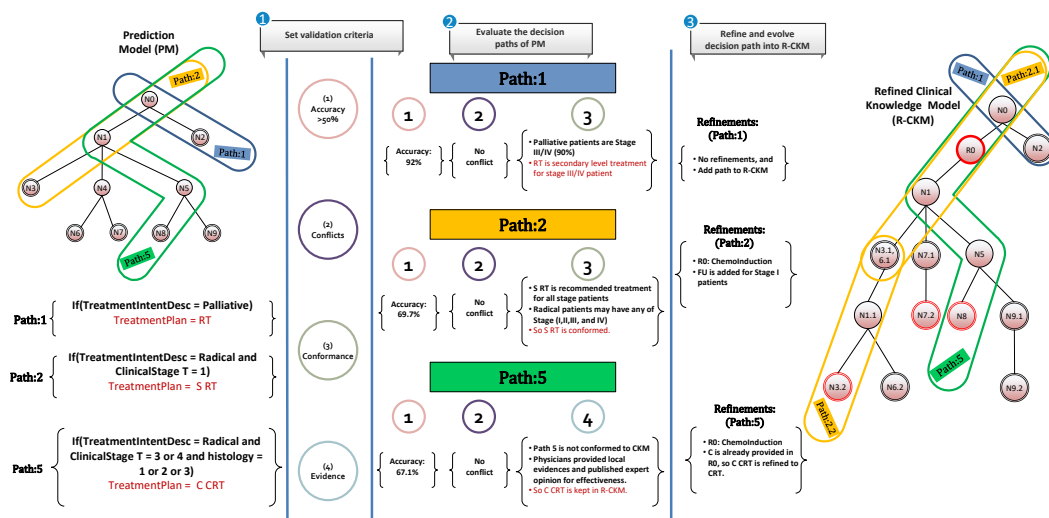 1
Set validation criteria
2
Evaluate the decision
paths of PM
3
Refine and evolve
decision path into R-CKM
Prediction
Model (PM)
Path:2
N0
N1
N2
Path:1
N3
N4
N5
N6
N7
N8
N9
Path:5
Path:1
If(TreatmentIntentDesc = Palliative)
TreatmentPlan = RT
Path:2
If(TreatmentIntentDesc = Radical and
ClinicalStage T = 1)
TreatmentPlan = S RT
Path:5
If(TreatmentIntentDesc = Radical and
ClinicalStage T = 3 or 4 and histology =
1 or 2 or 3)
TreatmentPlan = C CRT
(1)
Accuracy
>50%
(2)
Conflicts
(3)
Conformance
(4)
Evidence
Path:1
1
2
3
Accuracy:
92%
No
conflict
• Palliative patients are Stage
III/IV (90%)
• RT is secondary level treatment
for stage III/IV patient
Path:2
1
2
3
Accuracy:
69.7%
No
conflict
• S RT is recommended treatment
for all stage patients
• Radical patients may have any of
Stage (I,II,III, and IV)
• So S RT is conformed.
Path:5
1
2
4
Accuracy:
67.1%
No
conflict
• Path 5 is not conformed to CKM
• Physicians provided local
evidences and published expert
opinion for effectiveness.
• So C CRT is kept in R-CKM.
Refinements:
(Path:1)
• No refinements, and
• Add path to R-CKM
Refinements:
(Path:2)
• R0: ChemoInduction
• FU is added for Stage I
patients
Refinements:
(Path:5)
• R0: ChemoInduction
• C is already provided in
R0, so C CRT is refined to
CRT.
Refined Clinical
Knowledge Model
(R-CKM)
Path:1
Path:2.1
N0
R0
N2
N1
N3.1,
6.1
N7.1
N5
N1.1
N7.2
N8
N9.1
Path:5
N3.2
N6.2
N9.2
Path:2.2